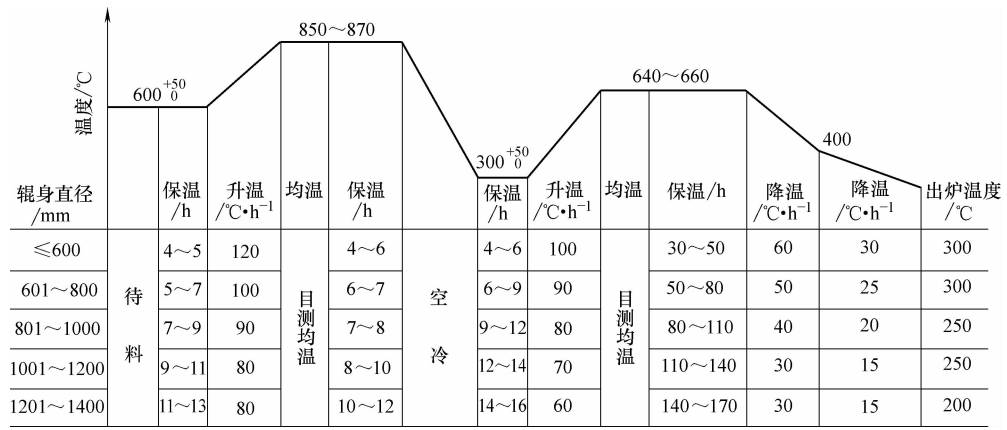 850～870
600 +50 0
640～660
温度/℃
400
300 +50 0
辊身直径 /mm
保温 /h
升温 /℃•h⁻¹
均温
保温 /h
保温 /h
升温 /℃•h⁻¹
均温
保温/h
降温 /℃•h⁻¹
降温 /℃•h⁻¹
出炉温度 /℃
≤600 4～5 120 4～6 4～6 100 30～50 60 30 300
601～800 5～7 100 6～7 6～9 90 50～80 50 25 300
801～1000 7～9 90 7～8 9～12 80 80～110 40 20 250
1001～1200 9～11 80 8～10 12～14 70 110～140 30 15 250
1201～1400 11～13 80 10～12 14～16 60 140～170 30 15 200
待料
目测均温
空冷
目测均温